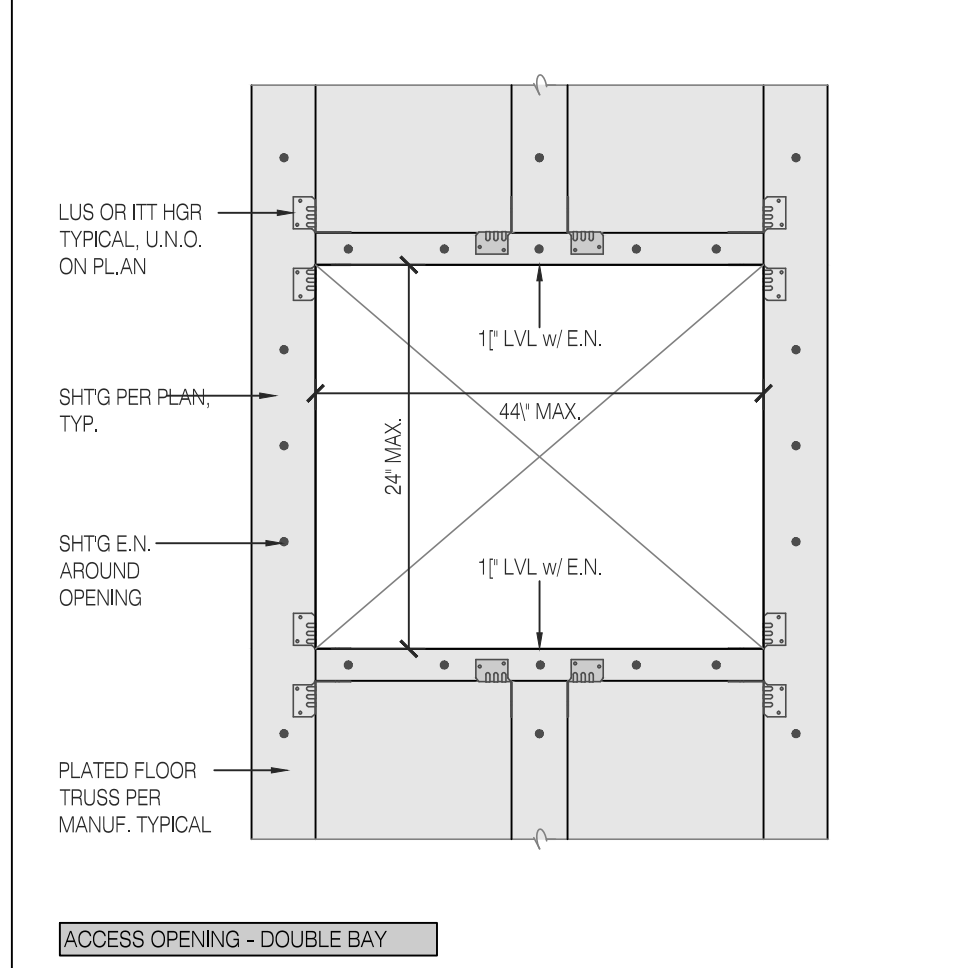 LUS OR ITT HGR
TYPICAL, U.N.O.
ON PL.AN
1[" LVL w/ E.N.
SHT'G PER PLAN,
TYP.
44\" MAX.
24" MAX.
SHT'G E.N.
AROUND
OPENING
1[" LVL w/ E.N.
PLATED FLOOR
TRUSS PER
MANUF. TYPICAL
ACCESS OPENING - DOUBLE BAY